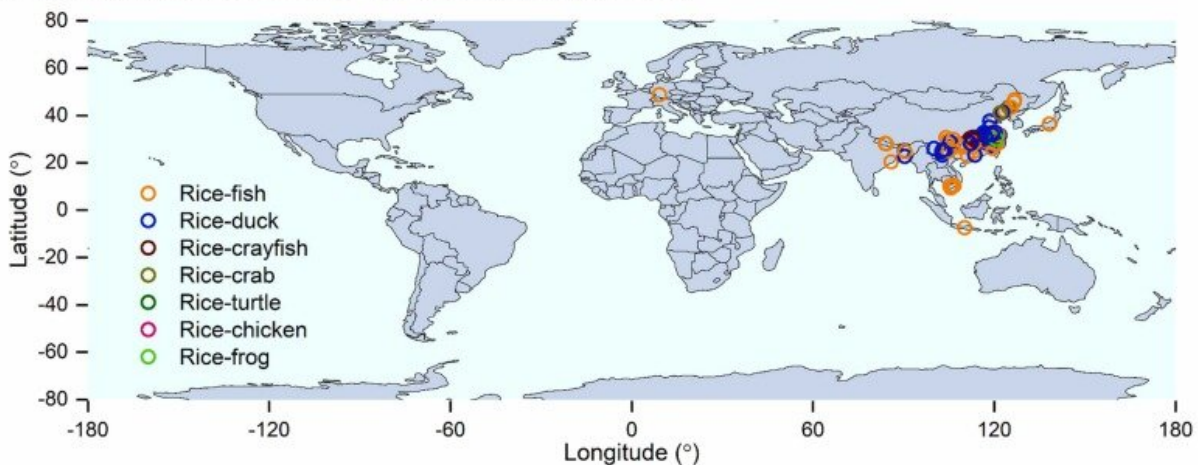 80
60
40
20
0
-20
-40
-60
-80
Latitude (°)
Rice-fish
Rice-duck
Rice-crayfish
Rice-crab
Rice-turtle
Rice-chicken
Rice-frog
-180 -120 -60 0 60 120 180
Longitude (°)